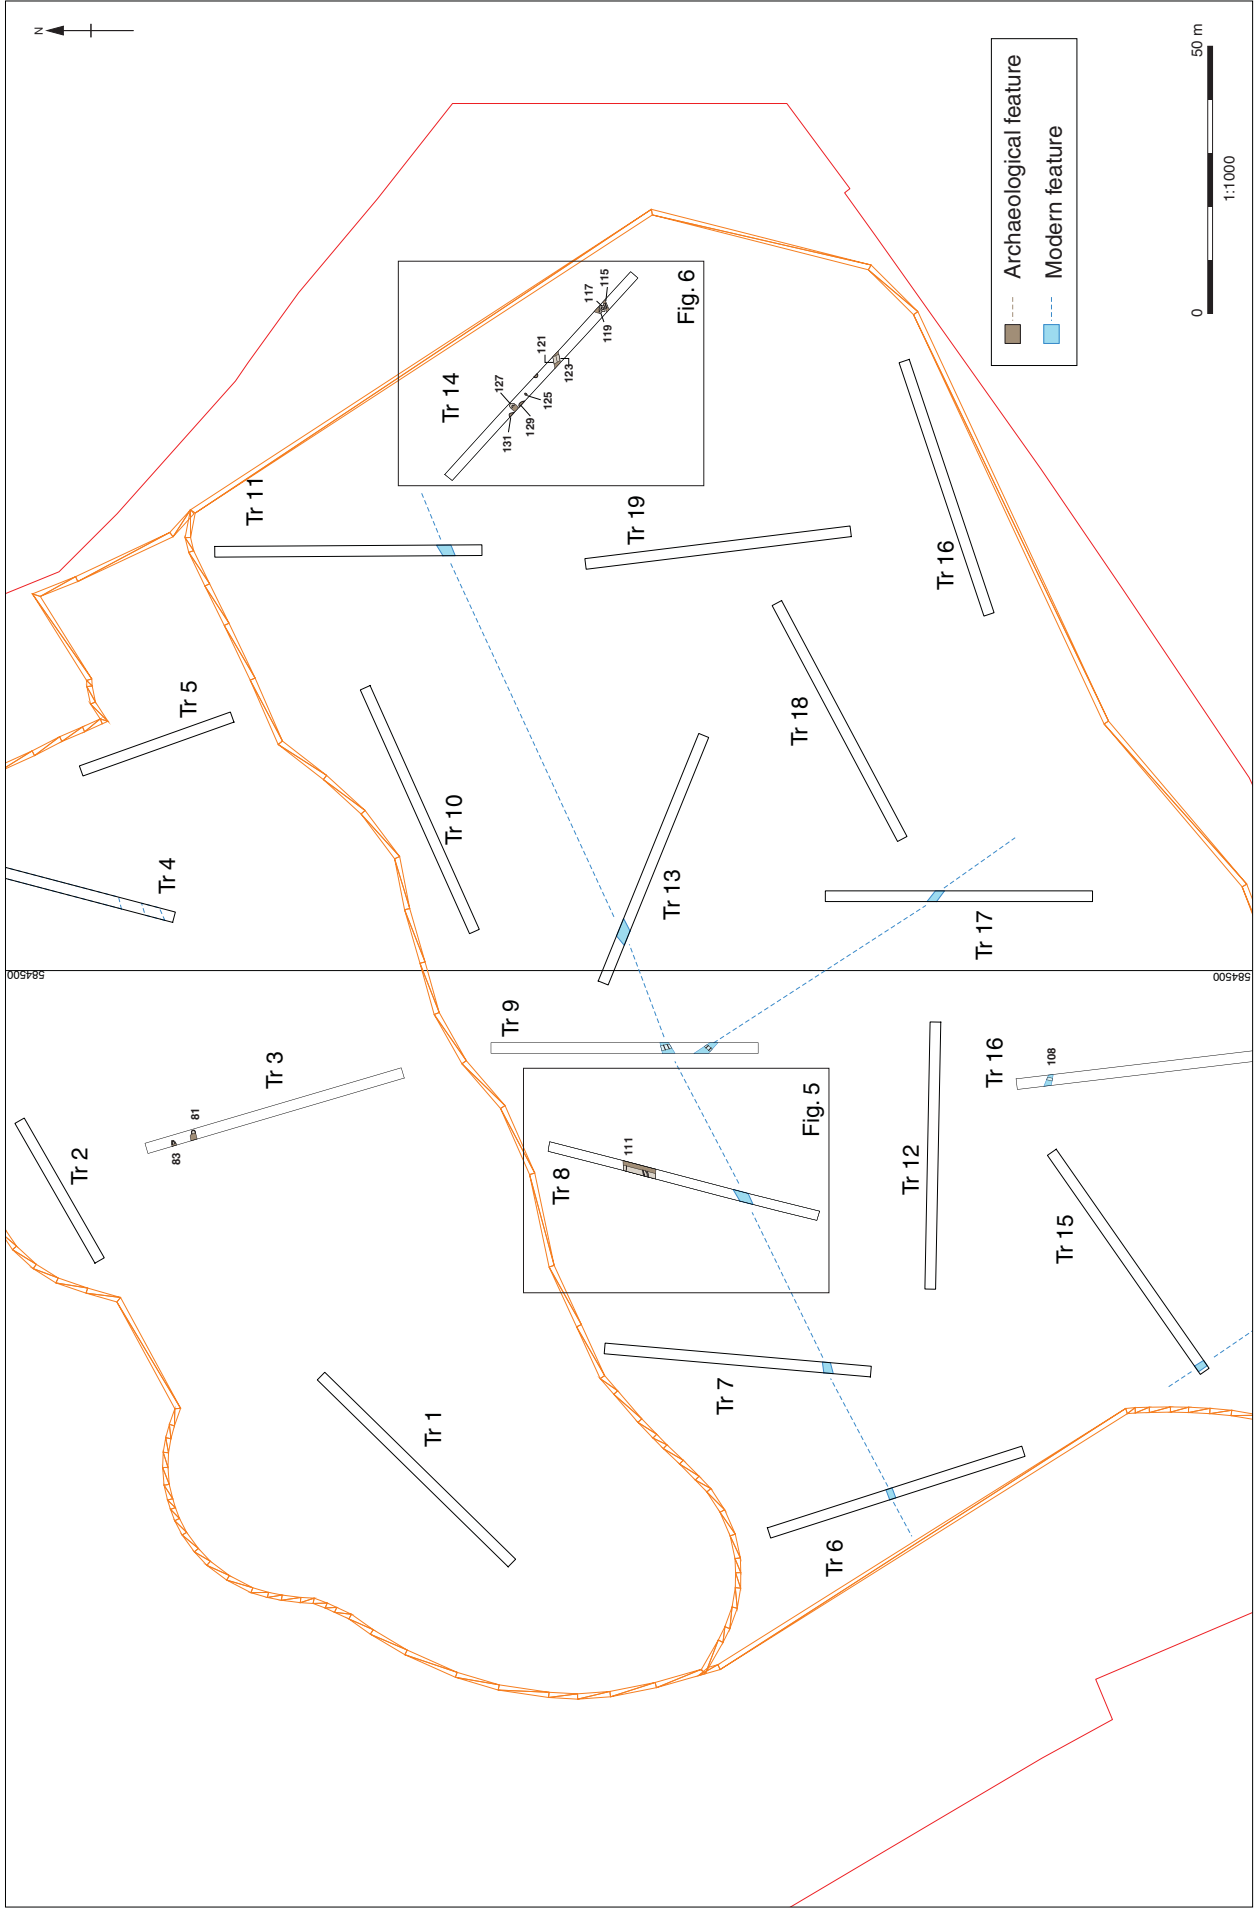 N
584500
Tr 1
Tr 2
Tr 3
83
81
Tr 4
Tr 5
Tr 6
Tr 7
Tr 8
111
Fig. 5
Tr 9
Tr 10
Tr 11
Tr 12
Tr 13
Tr 14
131
129
127
125
121
123
117
115
119
Fig. 6
Tr 15
Tr 16
108
Tr 17
Tr 18
Tr 19
Tr 16
584500
Archaeological feature
Modern feature
0
50 m
1:1000